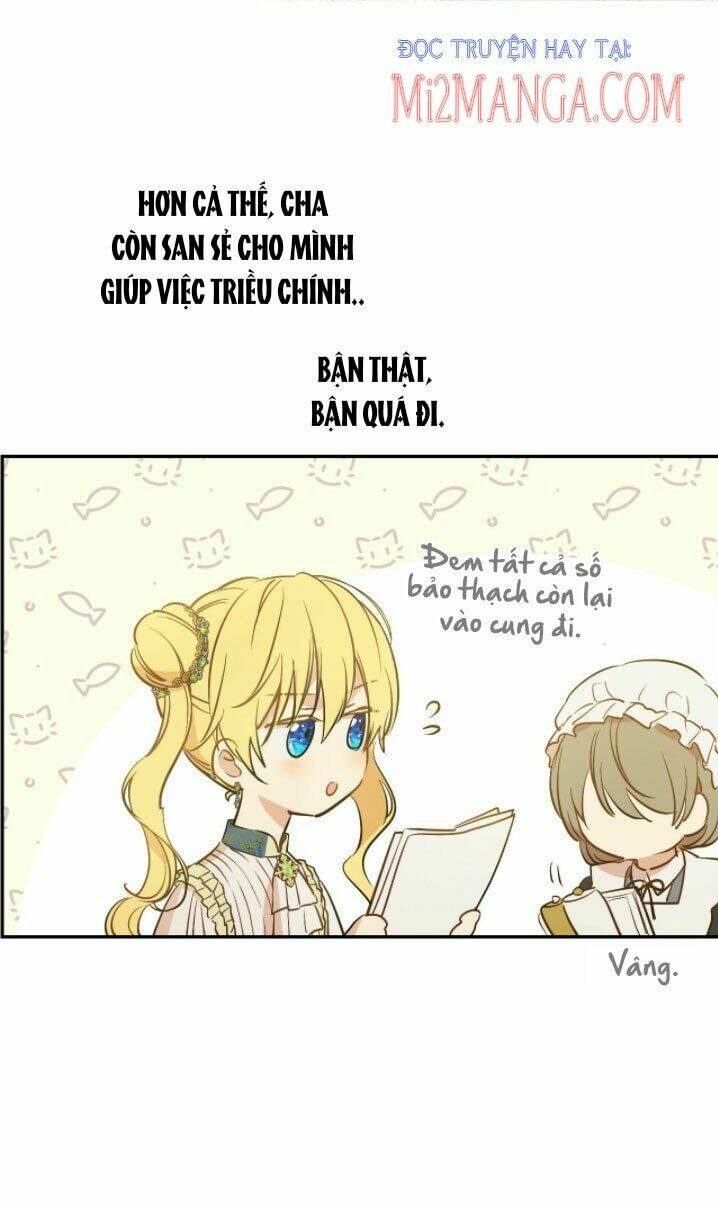 ĐỌC TRUYỆN HAY TẠI:
MI2MANGA.COM
HƠN CẢ THẾ, CHA
CÒN SAN SẺ CHO MÌNH
GIÚP VIỆC TRIỀU CHÍNH..
BẬN THẬT,
BẬN QUÁ ĐI.
Đem tất cả số
bảo thạch còn lại
vào cung đi.
Vâng.